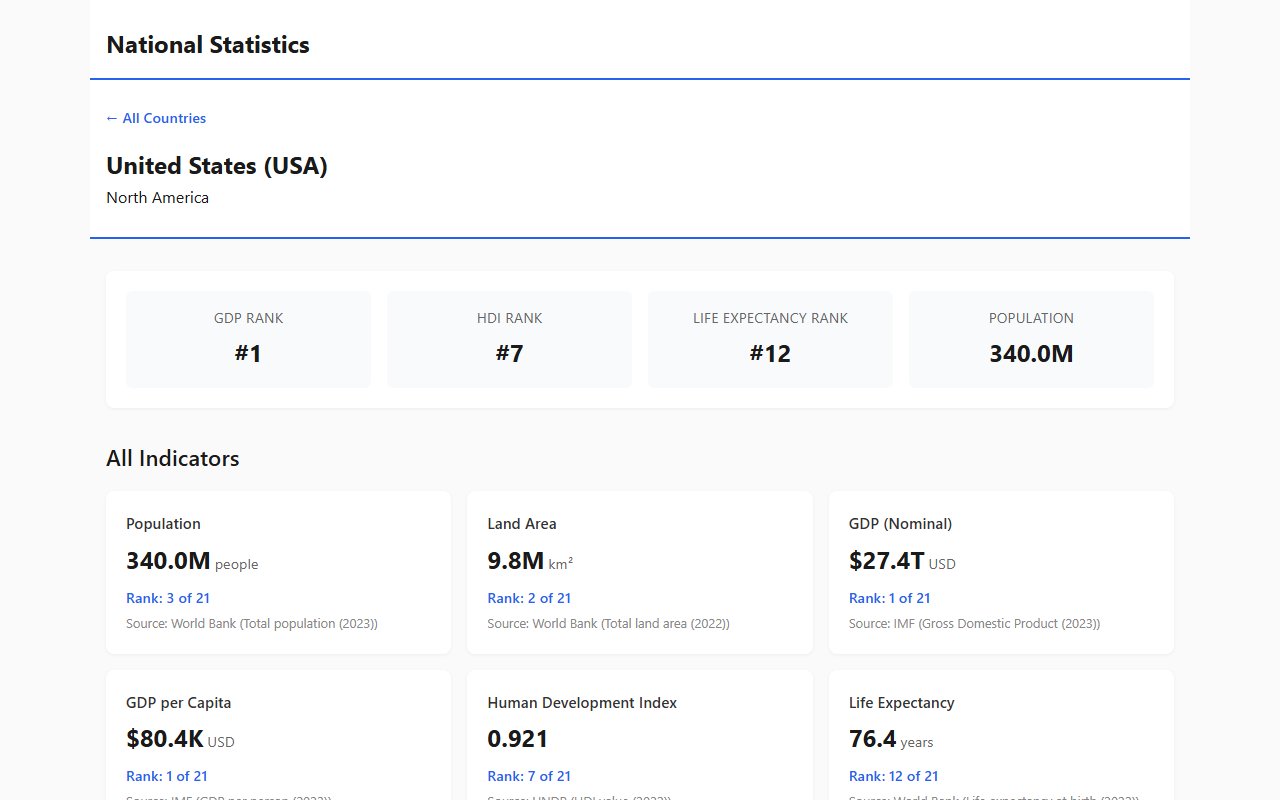 National Statistics
← All Countries
United States (USA)
North America
GDP RANK
#1
HDI RANK
#7
LIFE EXPECTANCY RANK
#12
POPULATION
340.0M
All Indicators
Population
340.0M people
Rank: 3 of 21
Source: World Bank (Total population (2023))
Land Area
9.8M km²
Rank: 2 of 21
Source: World Bank (Total land area (2022))
GDP (Nominal)
$27.4T USD
Rank: 1 of 21
Source: IMF (Gross Domestic Product (2023))
GDP per Capita
$80.4K USD
Rank: 1 of 21
Human Development Index
0.921
Rank: 7 of 21
Life Expectancy
76.4 years
Rank: 12 of 21